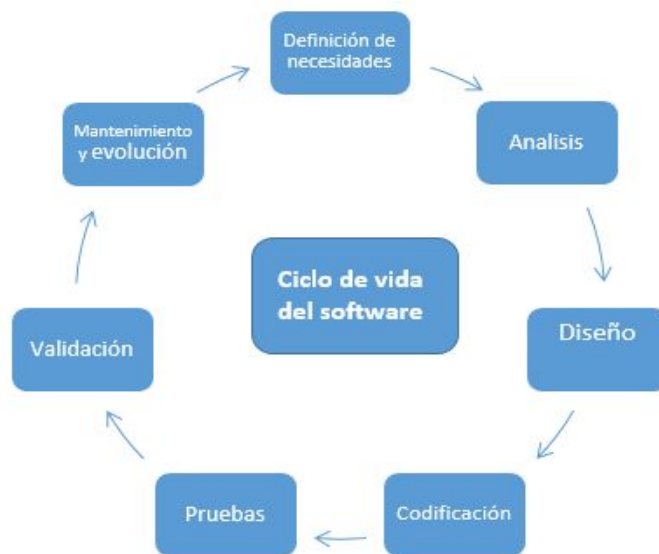 Definición de
necesidades
Analisis
Diseño
Codificación
Pruebas
Validación
Mantenimiento
y evolución
Ciclo de vida
del software